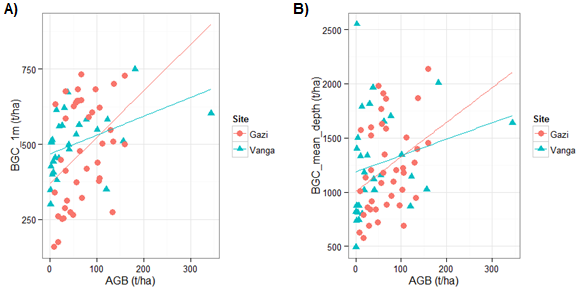 A)
B)
BGC_1m (t/ha)
750
500
250
0
100
200
300
AGB (t/ha)
Site
Gazi
Vanga
BGC_mean_depth (t/ha)
2500
2000
1500
1000
500
0
100
200
300
AGB (t/ha)
Site
Gazi
Vanga